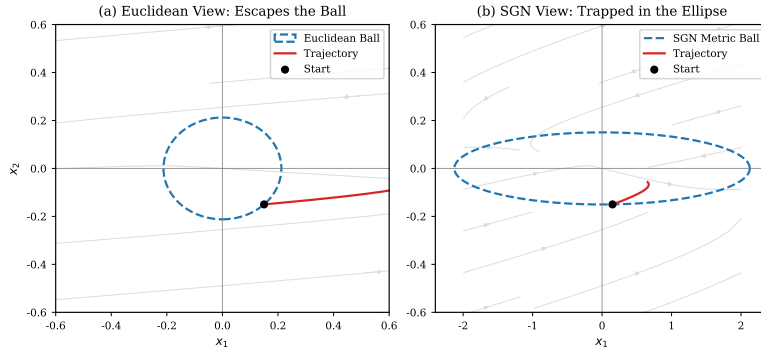 (a) Euclidean View: Escapes the Ball
Euclidean Ball
Trajectory
Start
0.6
0.4
0.2
0.0
-0.2
-0.4
-0.6
x₂
-0.6
-0.4
-0.2
0.0
0.2
0.4
0.6
x₁
(b) SGN View: Trapped in the Ellipse
SGN Metric Ball
Trajectory
Start
0.6
0.4
0.2
0.0
-0.2
-0.4
-0.6
-2
-1
0
1
2
x₁